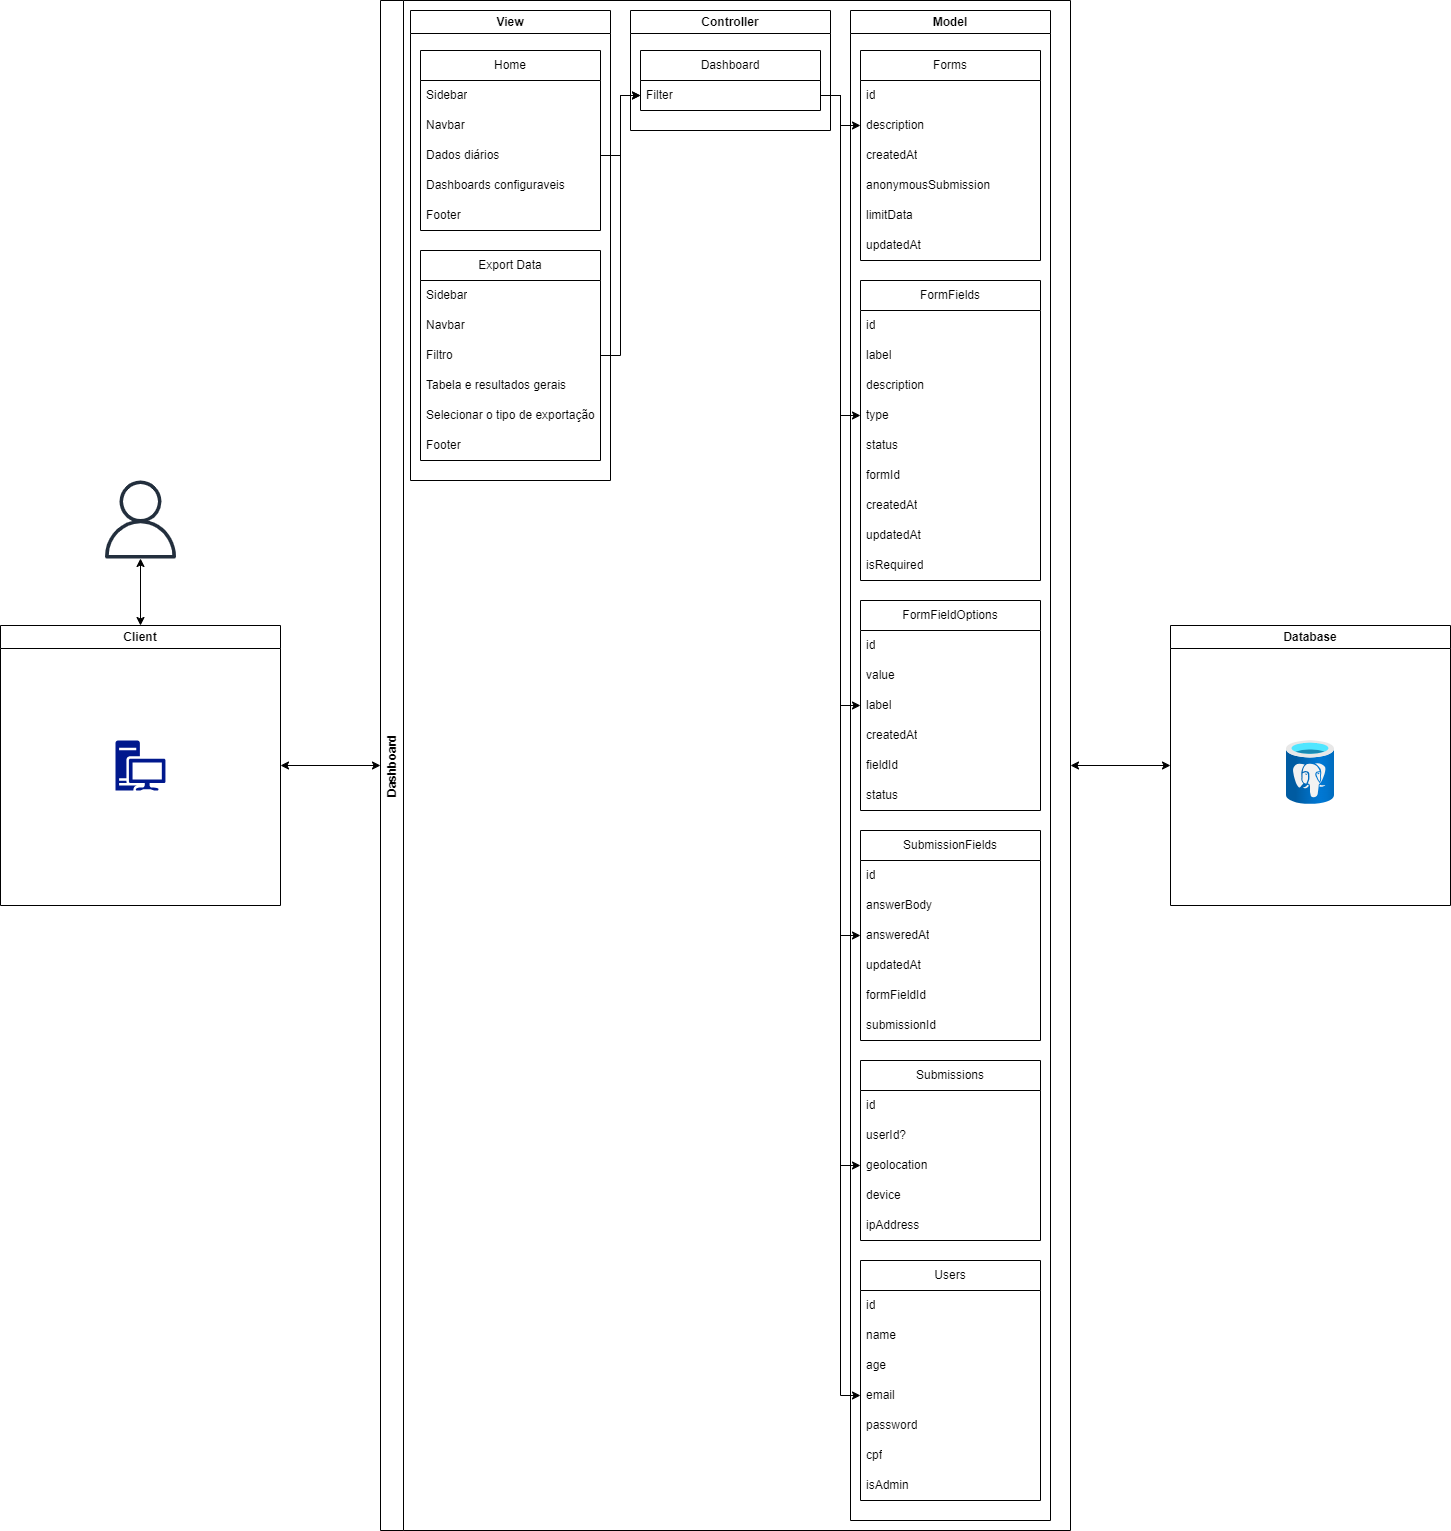 View
Home
Sidebar
Navbar
Dados diários
Dashboards configuraveis
Footer
Export Data
Sidebar
Navbar
Filtro
Tabela e resultados gerais
Selecionar o tipo de exportação
Footer
Controller
Dashboard
Filter
Model
Forms
id
description
createdAt
anonymousSubmission
limitData
updatedAt
FormFields
id
label
description
type
status
formId
createdAt
updatedAt
isRequired
FormFieldOptions
id
value
label
createdAt
fieldId
status
SubmissionFields
id
answerBody
answeredAt
updatedAt
formFieldId
submissionId
Submissions
id
userId?
geolocation
device
ipAddress
Users
id
name
age
email
password
cpf
isAdmin
Client
Dashboard
Database